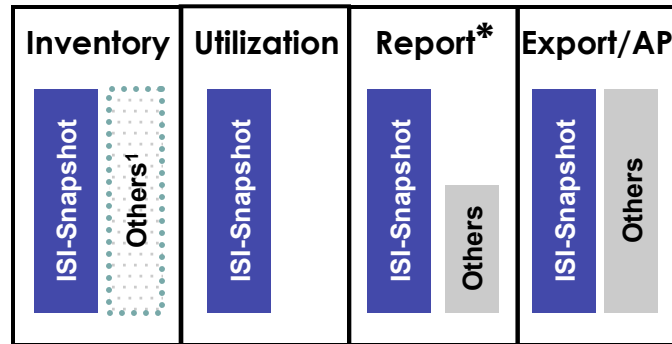 Inventory
Utilization
Report*
Export/AP
ISI-Snapshot
Others¹
ISI-Snapshot
ISI-Snapshot
Others
ISI-Snapshot
Others